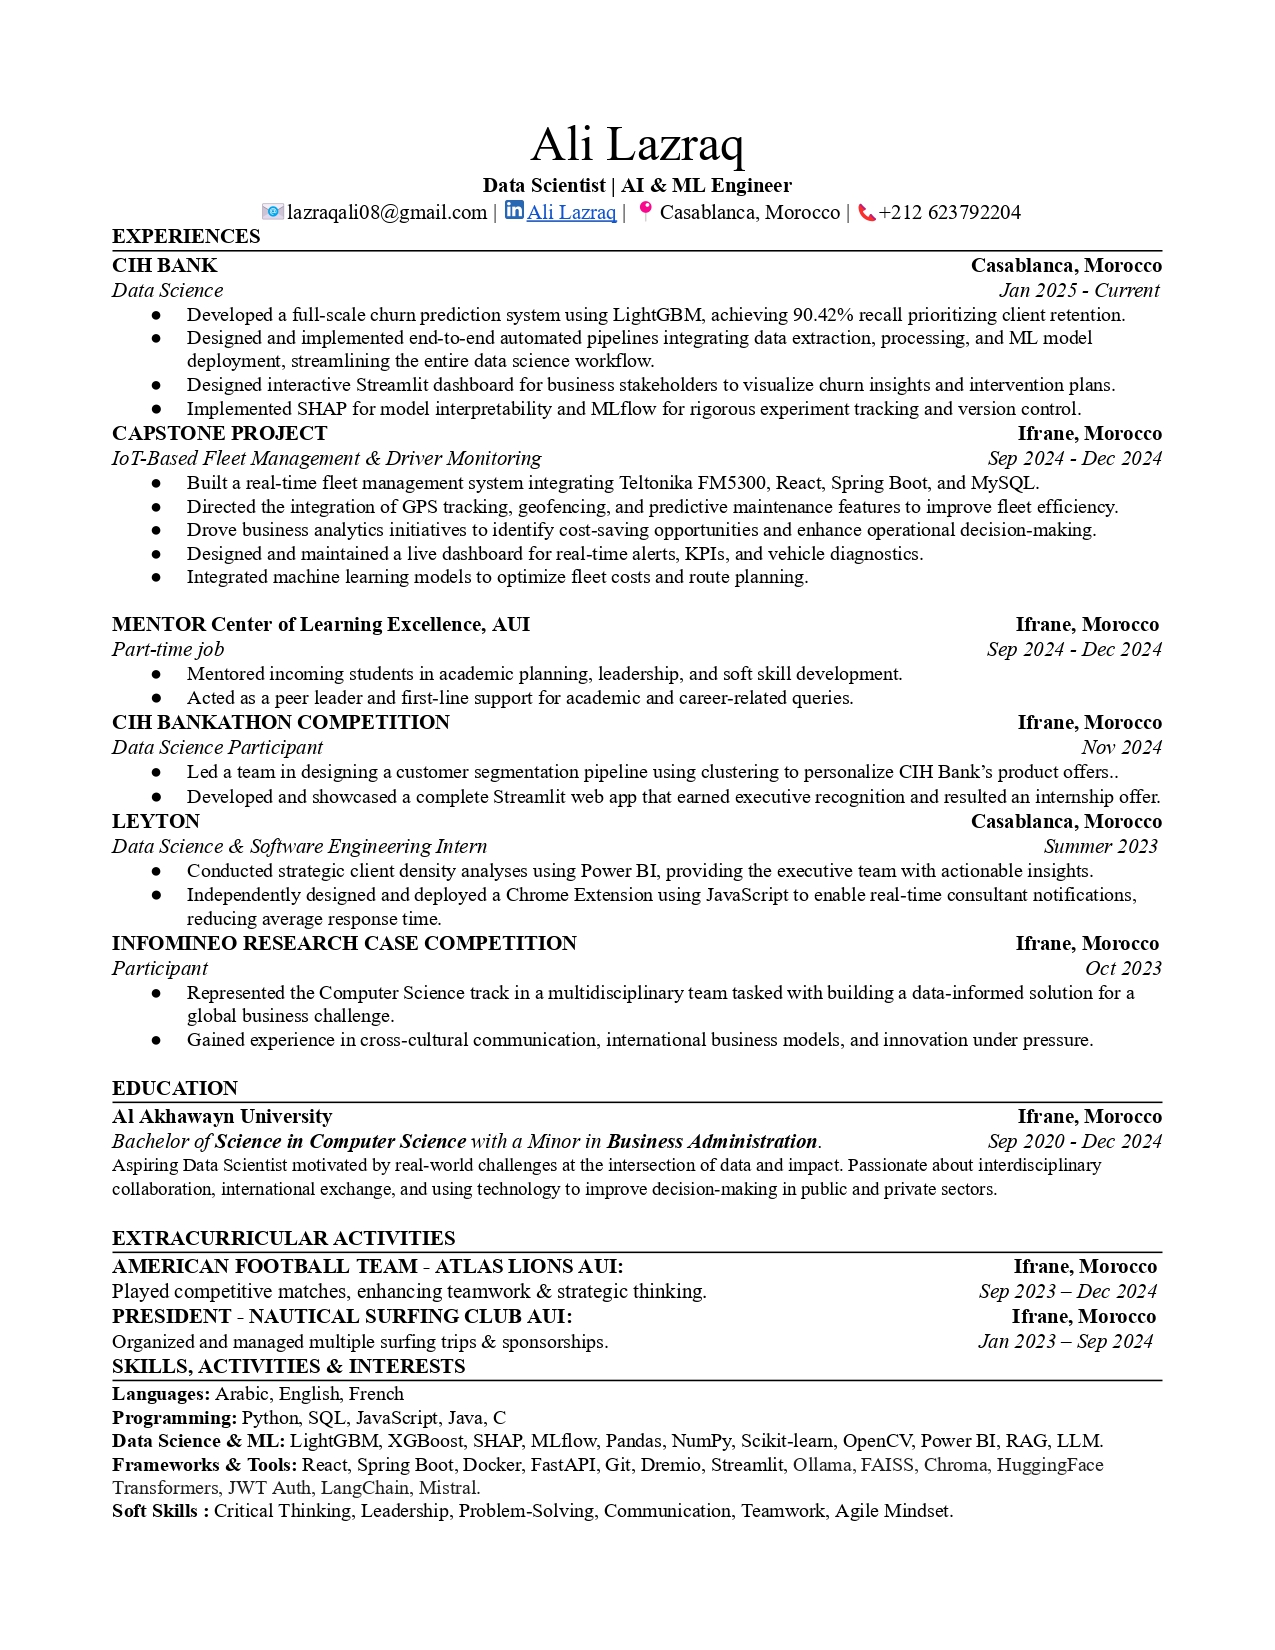 Ali Lazraq
Data Scientist | AI & ML Engineer
lazraqali08@gmail.com | Ali Lazraq | Casablanca, Morocco | +212 623792204
EXPERIENCES
CIH BANK Casablanca, Morocco
Data Science Jan 2025 - Current
● Developed a full-scale churn prediction system using LightGBM, achieving 90.42% recall prioritizing client retention.
● Designed and implemented end-to-end automated pipelines integrating data extraction, processing, and ML model
deployment, streamlining the entire data science workflow.
● Designed interactive Streamlit dashboard for business stakeholders to visualize churn insights and intervention plans.
● Implemented SHAP for model interpretability and MLflow for rigorous experiment tracking and version control.
CAPSTONE PROJECT Ifrane, Morocco
IoT-Based Fleet Management & Driver Monitoring Sep 2024 - Dec 2024
● Built a real-time fleet management system integrating Teltonika FM5300, React, Spring Boot, and MySQL.
● Directed the integration of GPS tracking, geofencing, and predictive maintenance features to improve fleet efficiency.
● Drove business analytics initiatives to identify cost-saving opportunities and enhance operational decision-making.
● Designed and maintained a live dashboard for real-time alerts, KPIs, and vehicle diagnostics.
● Integrated machine learning models to optimize fleet costs and route planning.
MENTOR Center of Learning Excellence, AUI Ifrane, Morocco
Part-time job Sep 2024 - Dec 2024
● Mentored incoming students in academic planning, leadership, and soft skill development.
● Acted as a peer leader and first-line support for academic and career-related queries.
CIH BANKATHON COMPETITION Ifrane, Morocco
Data Science Participant Nov 2024
● Led a team in designing a customer segmentation pipeline using clustering to personalize CIH Bank’s product offers..
● Developed and showcased a complete Streamlit web app that earned executive recognition and resulted an internship offer.
LEYTON Casablanca, Morocco
Data Science & Software Engineering Intern Summer 2023
● Conducted strategic client density analyses using Power BI, providing the executive team with actionable insights.
● Independently designed and deployed a Chrome Extension using JavaScript to enable real-time consultant notifications,
reducing average response time.
INFOMINEO RESEARCH CASE COMPETITION Ifrane, Morocco
Participant Oct 2023
● Represented the Computer Science track in a multidisciplinary team tasked with building a data-informed solution for a
global business challenge.
● Gained experience in cross-cultural communication, international business models, and innovation under pressure.
EDUCATION
Al Akhawayn University Ifrane, Morocco
Bachelor of Science in Computer Science with a Minor in Business Administration. Sep 2020 - Dec 2024
Aspiring Data Scientist motivated by real-world challenges at the intersection of data and impact. Passionate about interdisciplinary
collaboration, international exchange, and using technology to improve decision-making in public and private sectors.
EXTRACURRICULAR ACTIVITIES
AMERICAN FOOTBALL TEAM - ATLAS LIONS AUI: Ifrane, Morocco
Played competitive matches, enhancing teamwork & strategic thinking. Sep 2023 – Dec 2024
PRESIDENT - NAUTICAL SURFING CLUB AUI: Ifrane, Morocco
Organized and managed multiple surfing trips & sponsorships. Jan 2023 – Sep 2024
SKILLS, ACTIVITIES & INTERESTS
Languages: Arabic, English, French
Programming: Python, SQL, JavaScript, Java, C
Data Science & ML: LightGBM, XGBoost, SHAP, MLflow, Pandas, NumPy, Scikit-learn, OpenCV, Power BI, RAG, LLM.
Frameworks & Tools: React, Spring Boot, Docker, FastAPI, Git, Dremio, Streamlit, Ollama, FAISS, Chroma, HuggingFace
Transformers, JWT Auth, LangChain, Mistral.
Soft Skills : Critical Thinking, Leadership, Problem-Solving, Communication, Teamwork, Agile Mindset.